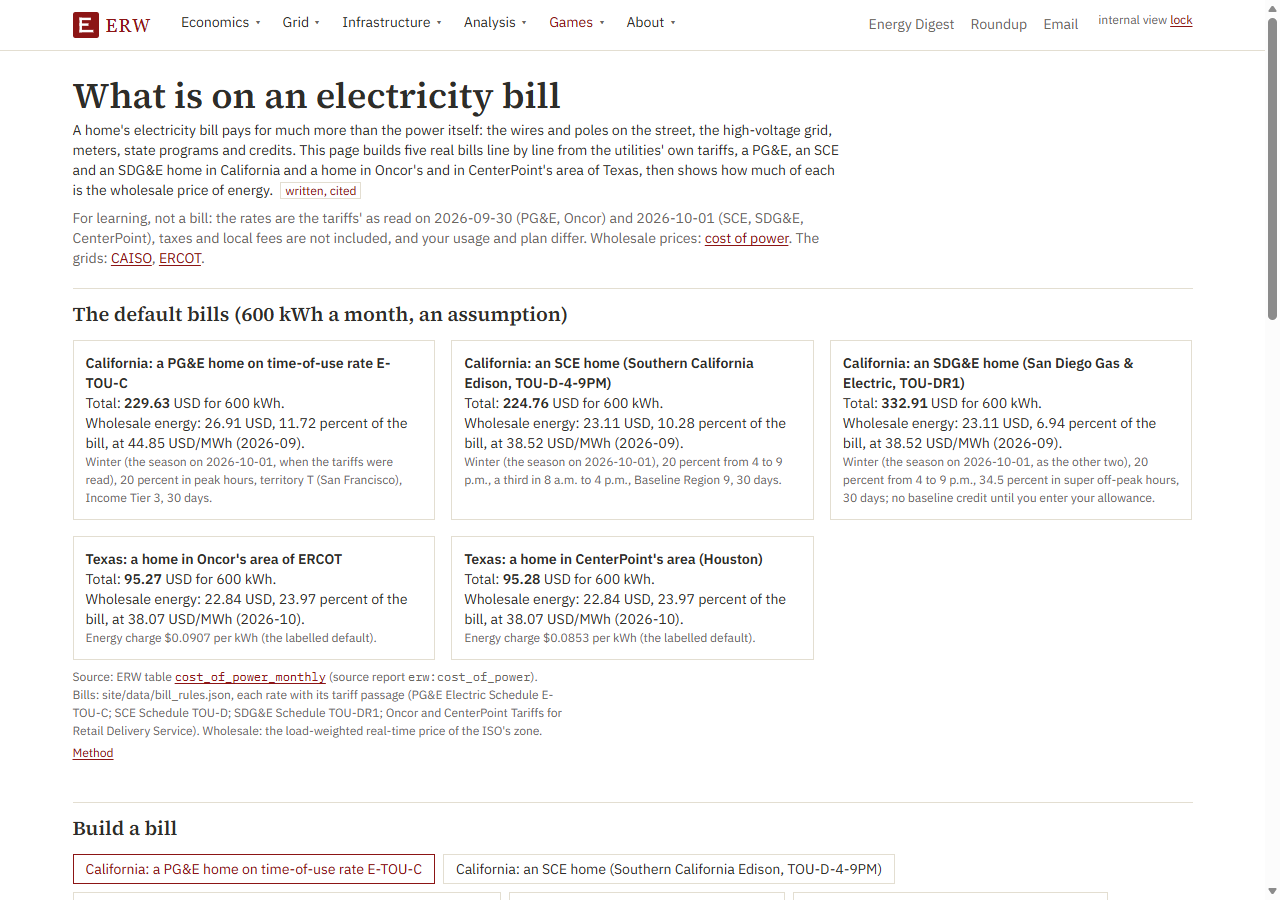 E ERW Economics Grid Infrastructure Analysis Games About Energy Digest Roundup Email internal view lock
What is on an electricity bill
A home's electricity bill pays for much more than the power itself: the wires and poles on the street, the high-voltage grid,
meters, state programs and credits. This page builds five real bills line by line from the utilities' own tariffs, a PG&E, an SCE
and an SDG&E home in California and a home in Oncor's and in CenterPoint's area of Texas, then shows how much of each
is the wholesale price of energy. written, cited
For learning, not a bill: the rates are the tariffs' as read on 2026-09-30 (PG&E, Oncor) and 2026-10-01 (SCE, SDG&E,
CenterPoint), taxes and local fees are not included, and your usage and plan differ. Wholesale prices: cost of power. The
grids: CAISO, ERCOT.
The default bills (600 kWh a month, an assumption)
California: a PG&E home on time-of-use rate E-
TOU-C
Total: 229.63 USD for 600 kWh.
Wholesale energy: 26.91 USD, 11.72 percent of the
bill, at 44.85 USD/MWh (2026-09).
Winter (the season on 2026-10-01, when the tariffs were
read), 20 percent in peak hours, territory T (San Francisco),
Income Tier 3, 30 days.
California: an SCE home (Southern California
Edison, TOU-D-4-9PM)
Total: 224.76 USD for 600 kWh.
Wholesale energy: 23.11 USD, 10.28 percent of the
bill, at 38.52 USD/MWh (2026-09).
Winter (the season on 2026-10-01), 20 percent from 4 to 9
p.m., a third in 8 a.m. to 4 p.m., Baseline Region 9, 30 days.
California: an SDG&E home (San Diego Gas &
Electric, TOU-DR1)
Total: 332.91 USD for 600 kWh.
Wholesale energy: 23.11 USD, 6.94 percent of the
bill, at 38.52 USD/MWh (2026-09).
Winter (the season on 2026-10-01, as the other two), 20
percent from 4 to 9 p.m., 34.5 percent in super off-peak hours,
30 days; no baseline credit until you enter your allowance.
Texas: a home in Oncor's area of ERCOT
Total: 95.27 USD for 600 kWh.
Wholesale energy: 22.84 USD, 23.97 percent of the
bill, at 38.07 USD/MWh (2026-10).
Energy charge $0.0907 per kWh (the labelled default).
Texas: a home in CenterPoint's area (Houston)
Total: 95.28 USD for 600 kWh.
Wholesale energy: 22.84 USD, 23.97 percent of the
bill, at 38.07 USD/MWh (2026-10).
Energy charge $0.0853 per kWh (the labelled default).
Source: ERW table cost_of_power_monthly (source report erw:cost_of_power).
Bills: site/data/bill_rules.json, each rate with its tariff passage (PG&E Electric Schedule E-
TOU-C; SCE Schedule TOU-D; SDG&E Schedule TOU-DR1; Oncor and CenterPoint Tariffs for
Retail Delivery Service). Wholesale: the load-weighted real-time price of the ISO's zone.
Method
Build a bill
California: a PG&E home on time-of-use rate E-TOU-C
California: an SCE home (Southern California Edison, TOU-D-4-9PM)